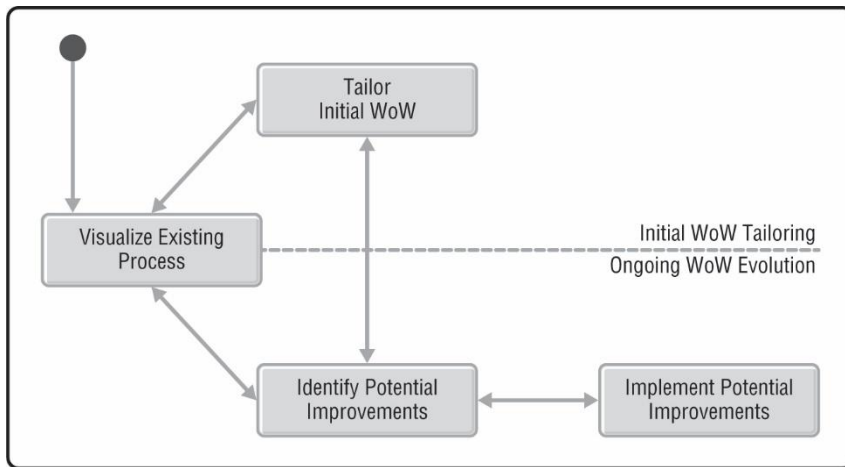 Tailor
Initial WoW
Visualize Existing
Process
Initial WoW Tailoring
Ongoing WoW Evolution
Identify Potential
Improvements
Implement Potential
Improvements